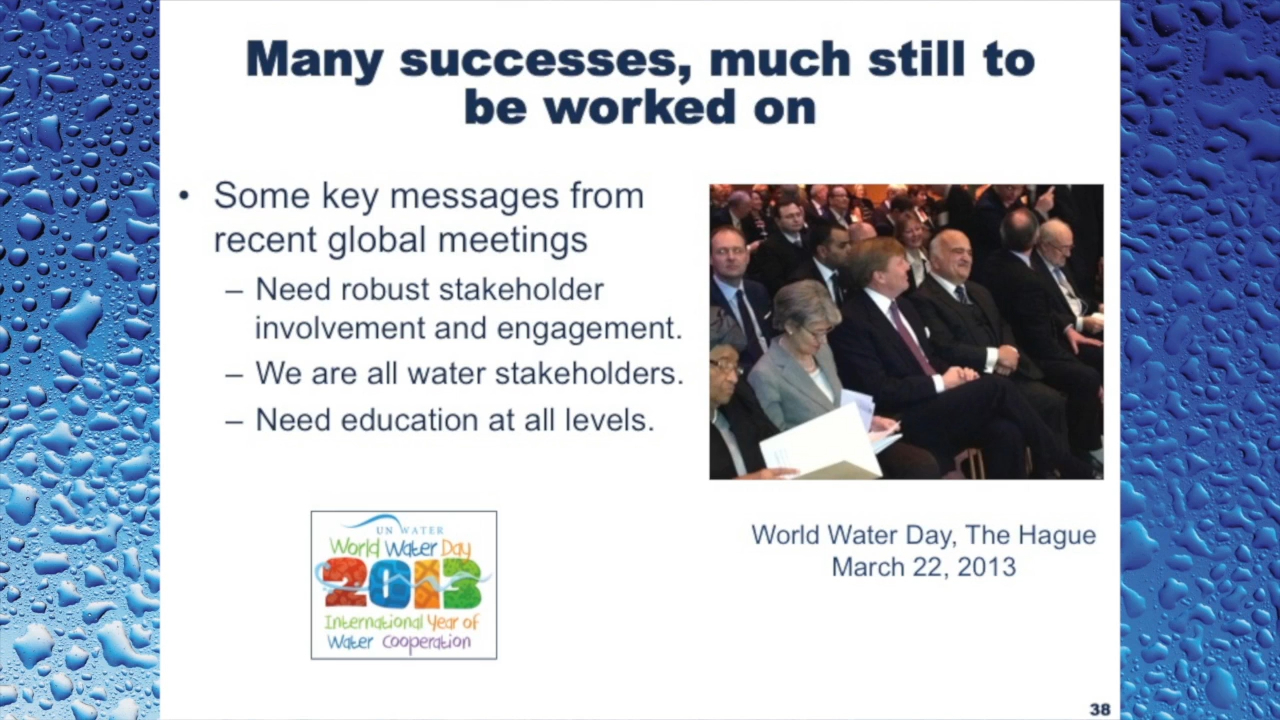 Many successes, much still to
be worked on
• Some key messages from
recent global meetings
– Need robust stakeholder
involvement and engagement.
– We are all water stakeholders.
– Need education at all levels.
UN WATER
World Water Day
2013
International Year of
Water Cooperation
World Water Day, The Hague
March 22, 2013
38